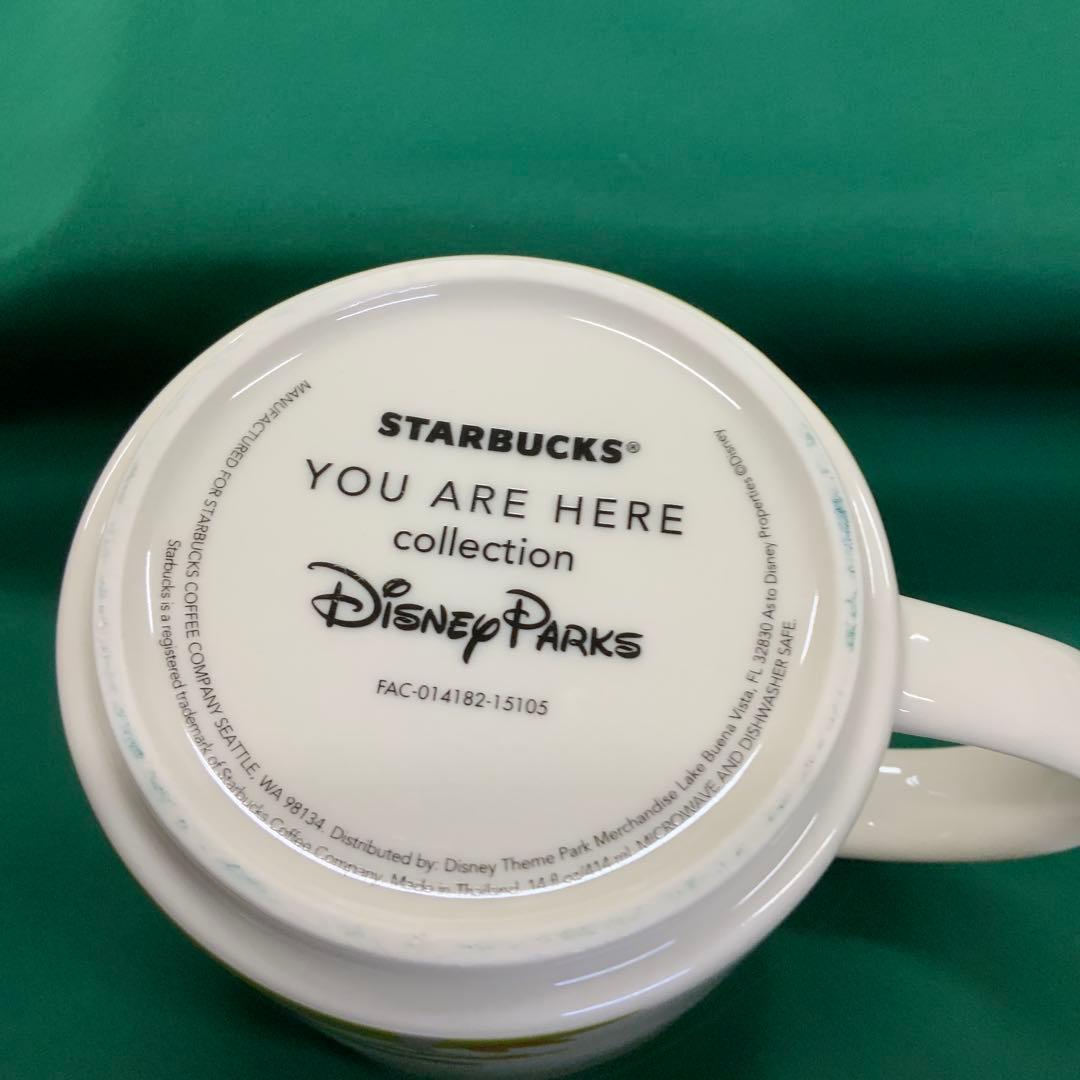 STARBUCKS®
YOU ARE HERE
collection
Disney Parks
FAC-014182-15105
MANUFACTURED FOR STARBUCKS COFFEE COMPANY SEATTLE, WA 98134. Distributed by: Disney Theme Park Merchandise Lake Buena Vista, FL 32830 As to Disney Properties ©Disney
Starbucks is a registered trademark of Starbucks Coffee Company. Made in Thailand. 14 fl oz/414 ml. MICROWAVE AND DISHWASHER SAFE.